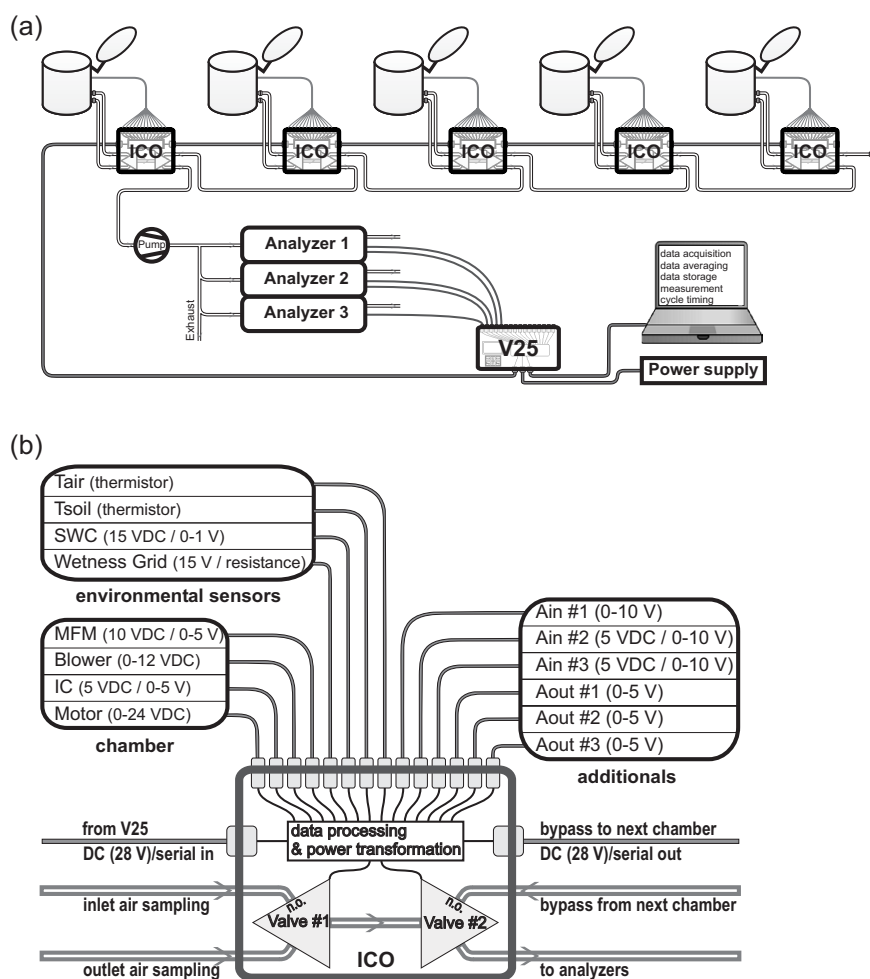 (a)
ICO
ICO
ICO
ICO
ICO
Pump
Analyzer 1
Analyzer 2
Analyzer 3
Exhaust
V25
data acquisition
data averaging
data storage
measurement
cycle timing
Power supply
(b)
Tair (thermistor)
Tsoil (thermistor)
SWC (15 VDC / 0-1 V)
Wetness Grid (15 V / resistance)
environmental sensors
MFM (10 VDC / 0-5 V)
Blower (0-12 VDC)
IC (5 VDC / 0-5 V)
Motor (0-24 VDC)
chamber
Ain #1 (0-10 V)
Ain #2 (5 VDC / 0-10 V)
Ain #3 (5 VDC / 0-10 V)
Aout #1 (0-5 V)
Aout #2 (0-5 V)
Aout #3 (0-5 V)
additionals
from V25
DC (28 V)/serial in
data processing
& power transformation
bypass to next chamber
DC (28 V)/serial out
inlet air sampling
n.o.
Valve #1
n.o.
Valve #2
bypass from next chamber
outlet air sampling
ICO
to analyzers